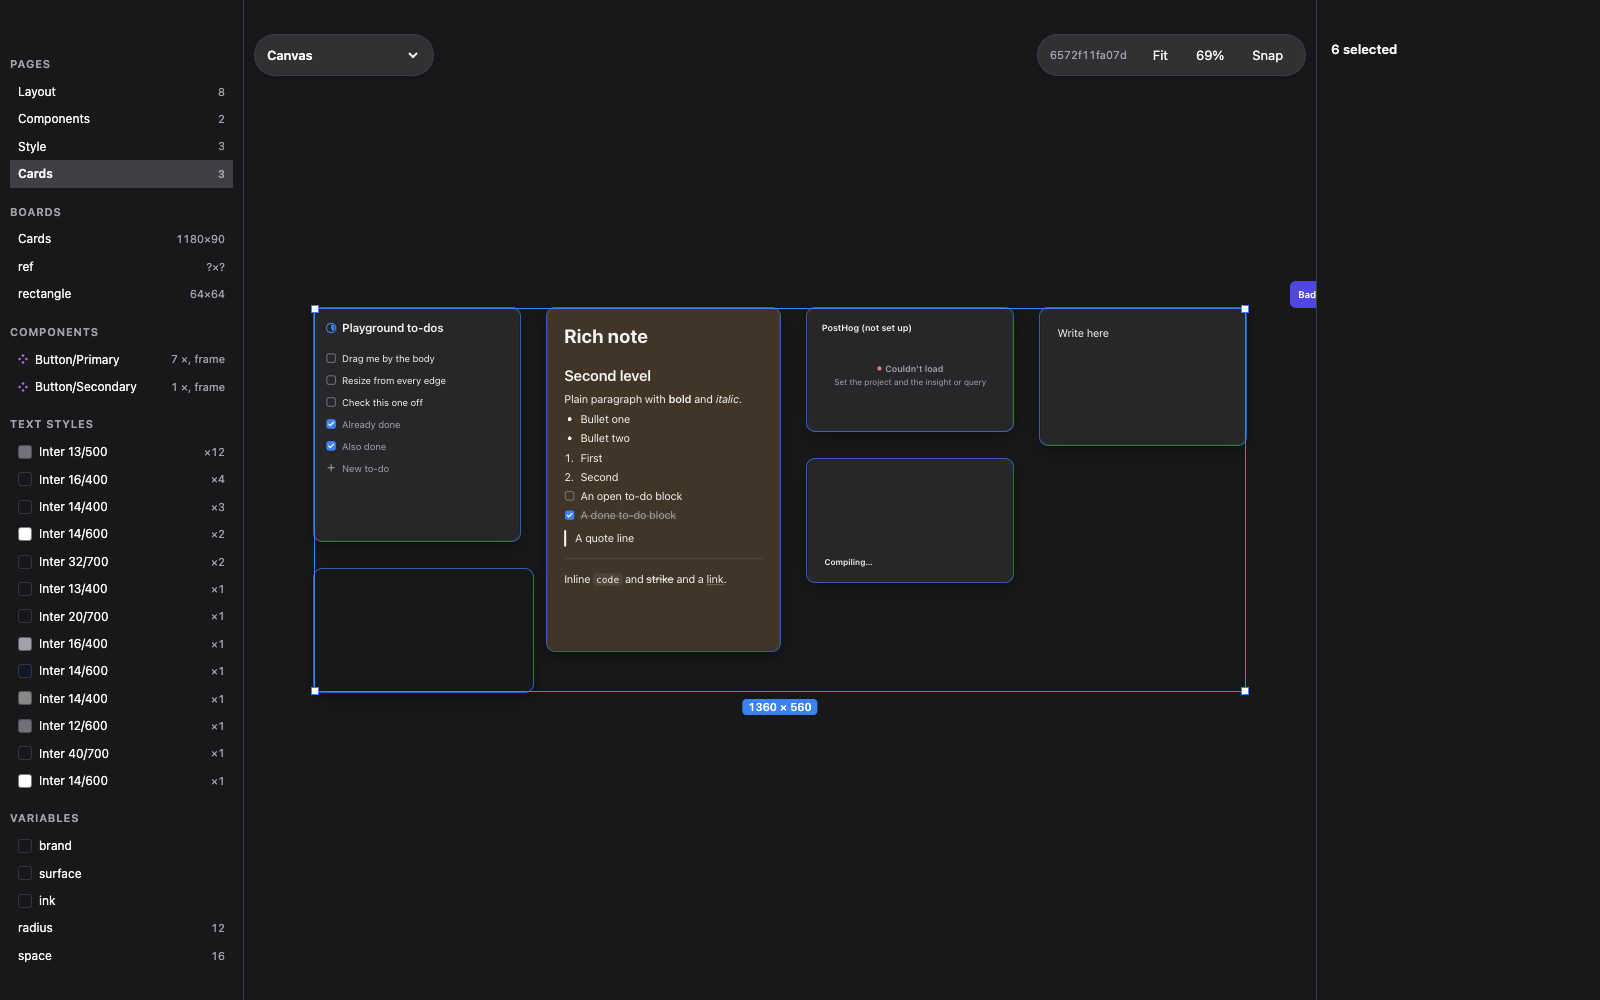 PAGES
Layout 8
Components 2
Style 3
Cards 3
BOARDS
Cards 1180×90
ref ?×?
rectangle 64×64
COMPONENTS
Button/Primary 7 ×, frame
Button/Secondary 1 ×, frame
TEXT STYLES
Inter 13/500 ×12
Inter 16/400 ×4
Inter 14/400 ×3
Inter 14/600 ×2
Inter 32/700 ×2
Inter 13/400 ×1
Inter 20/700 ×1
Inter 16/400 ×1
Inter 14/600 ×1
Inter 14/400 ×1
Inter 12/600 ×1
Inter 40/700 ×1
Inter 14/600 ×1
VARIABLES
brand
surface
ink
radius 12
space 16
Canvas
6572f11fa07d Fit 69% Snap
Bad
Playground to-dos
Drag me by the body
Resize from every edge
Check this one off
Already done
Also done
New to-do
Rich note
Second level
Plain paragraph with bold and italic.
• Bullet one
• Bullet two
1. First
2. Second
An open to-do block
A done to-do block
A quote line
Inline code and strike and a link.
PostHog (not set up)
Couldn't load
Set the project and the insight or query
Compiling...
Write here
1360 × 560
6 selected